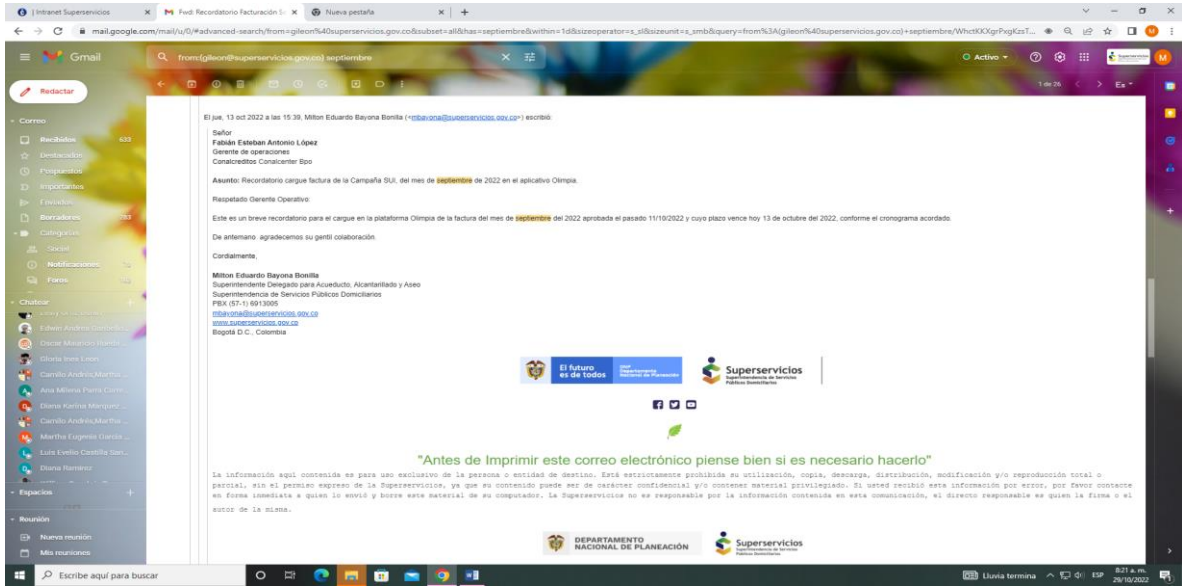 | Intranet Superservicios
Fwd: Recordatorio Facturación S
Nueva pestaña
mail.google.com/mail/u/0/#advanced-search/from=gileon%40superservicios.gov.co&subset=all&has=septiembre&within=1d&sizeoperator=s_sl&sizeunit=s_smb&query=from%3A(gileon%40superservicios.gov.co)+septiembre/
Gmail
from:(gileon@superservicios.gov.co) septiembre
Activo
Superservicios
M
Redactar
1 de 26
Es
Correo
Recibidos 633
Destacados
Pospuestos
Importantes
Enviados
Borradores
Categorías
Social
Notificaciones
Foros
Chatear
Oscar Mauricio
Gloria Ines Leon
Camilo Andrés,Martha
Ana Milena
Diana Karina Marquez
Camilo Andrés,Martha
Martha Eugenia Garcia
Luis Evelio Castilla San
Diana Ramirez
Espacios
Reunión
Nueva reunión
Mis reuniones
El jue, 13 oct 2022 a las 15:39, Milton Eduardo Bayona Bonilla (<mbayona@superservicios.gov.co>) escribió:
Señor
Fabián Esteban Antonio López
Gerente de operaciones
Conalcreditos Conalcenter Bpo
Asunto: Recordatorio cargue factura de la Campaña SUI, del mes de septiembre de 2022 en el aplicativo Olimpia.
Respetado Gerente Operativo:
Este es un breve recordatorio para el cargue en la plataforma Olimpia de la factura del mes de septiembre del 2022 aprobada el pasado 11/10/2022 y cuyo plazo vence hoy 13 de octubre del 2022, conforme el cronograma acordado.
De antemano agradecemos su gentil colaboración.
Cordialmente,
Milton Eduardo Bayona Bonilla
Superintendente Delegado para Acueducto, Alcantarillado y Aseo
Superintendencia de Servicios Públicos Domiciliarios
PBX (57-1) 6913005
mbayona@superservicios.gov.co
www.superservicios.gov.co
Bogotá D.C., Colombia
El futuro
es de todos
DNP
Departamento
Nacional de Planeación
Superservicios
Superintendencia de Servicios
Públicos Domiciliarios
"Antes de Imprimir este correo electrónico piense bien si es necesario hacerlo"
La información aquí contenida es para uso exclusivo de la persona o entidad de destino. Está estrictamente prohibida su utilización, copia, descarga, distribución, modificación y/o reproducción total o
parcial, sin el permiso expreso de la Superservicios, ya que su contenido puede ser de carácter confidencial y/o contener material privilegiado. Si usted recibió esta información por error, por favor contacte
en forma inmediata a quien lo envió y borre este material de su computador. La Superservicios no es responsable por la información contenida en esta comunicación, el directo responsable es quien la firma o el
autor de la misma.
DEPARTAMENTO
NACIONAL DE PLANEACIÓN
Superservicios
Superintendencia de Servicios
Públicos Domiciliarios
Escribe aquí para buscar
Lluvia termina
ESP
8:21 a. m.
29/10/2022